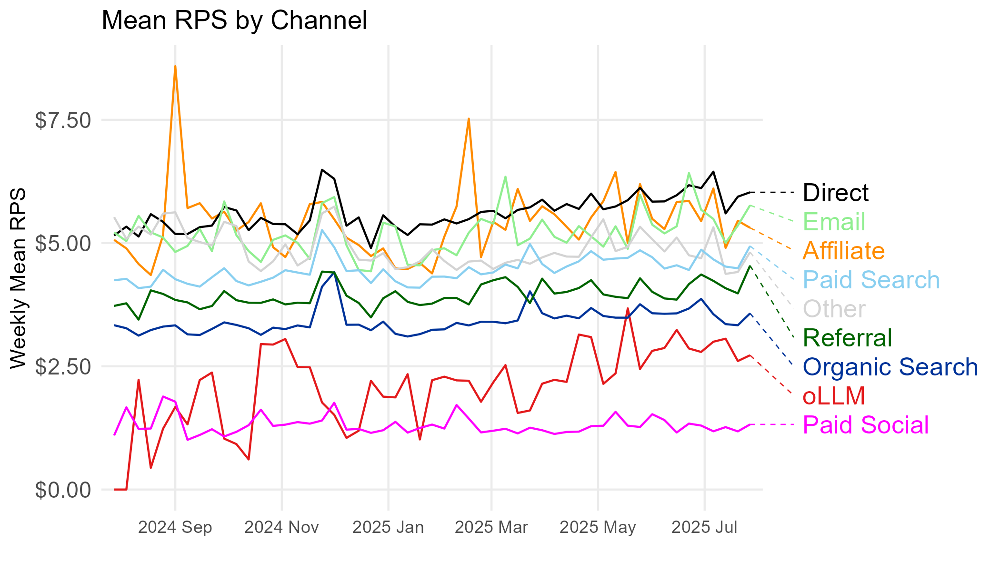 Mean RPS by Channel
Weekly Mean RPS
$7.50
$5.00
$2.50
$0.00
2024 Sep
2024 Nov
2025 Jan
2025 Mar
2025 May
2025 Jul
Direct
Email
Affiliate
Paid Search
Other
Referral
Organic Search
oLLM
Paid Social